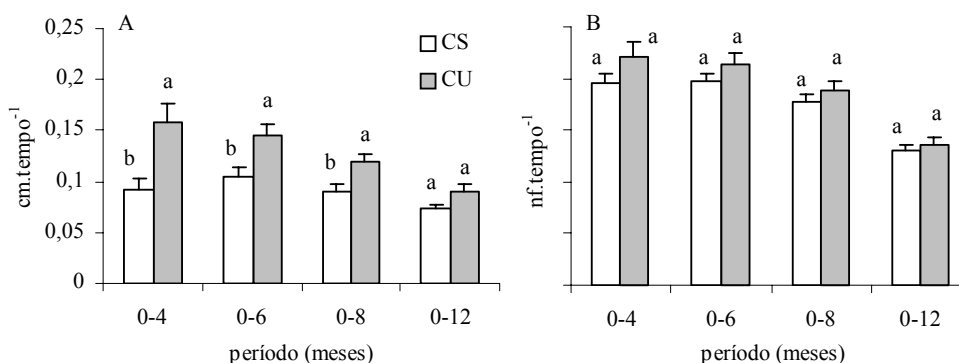 A
0,25
0,2
0,15
0,1
0,05
0
cm.tempo-1
CS
CU
b a b a b a a a
0-4 0-6 0-8 0-12
período (meses)
B
nf.tempo-1
a a a a a a a a
0-4 0-6 0-8 0-12
período (meses)